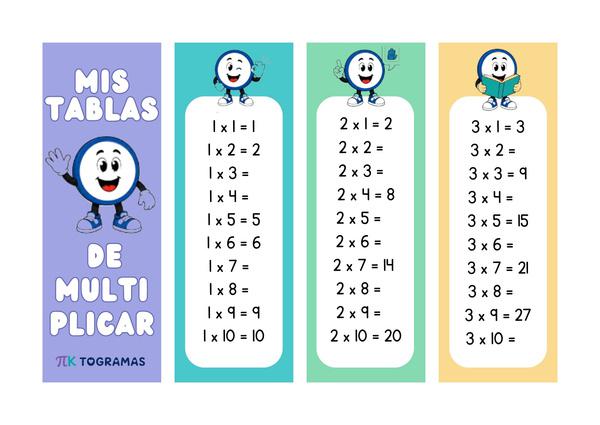 MIS
TABLAS
DE
MULTI
PLICAR
πK TOGRAMAS
1 x 1 = 1
1 x 2 = 2
1 x 3 =
1 x 4 =
1 x 5 = 5
1 x 6 = 6
1 x 7 =
1 x 8 =
1 x 9 = 9
1 x 10 = 10
2 x 1 = 2
2 x 2 =
2 x 3 =
2 x 4 = 8
2 x 5 =
2 x 6 =
2 x 7 = 14
2 x 8 =
2 x 9 =
2 x 10 = 20
3 x 1 = 3
3 x 2 =
3 x 3 = 9
3 x 4 =
3 x 5 = 15
3 x 6 =
3 x 7 = 21
3 x 8 =
3 x 9 = 27
3 x 10 =